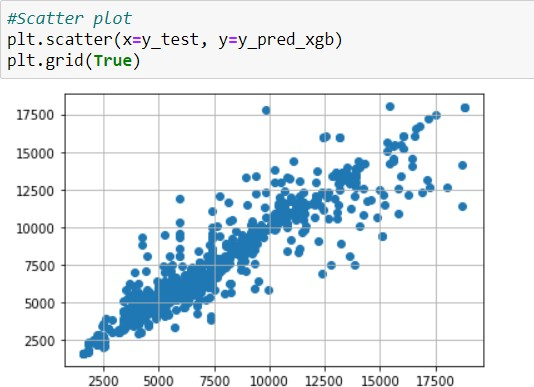 #Scatter plot
plt.scatter(x=y_test, y=y_pred_xgb)
plt.grid(True)
17500
15000
12500
10000
7500
5000
2500
2500 5000 7500 10000 12500 15000 17500